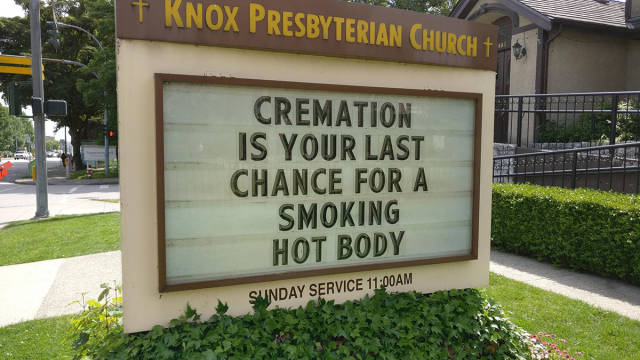 Knox Presbyterian Church
CREMATION
IS YOUR LAST
CHANCE FOR A
SMOKING
HOT BODY
SUNDAY SERVICE 11:00AM